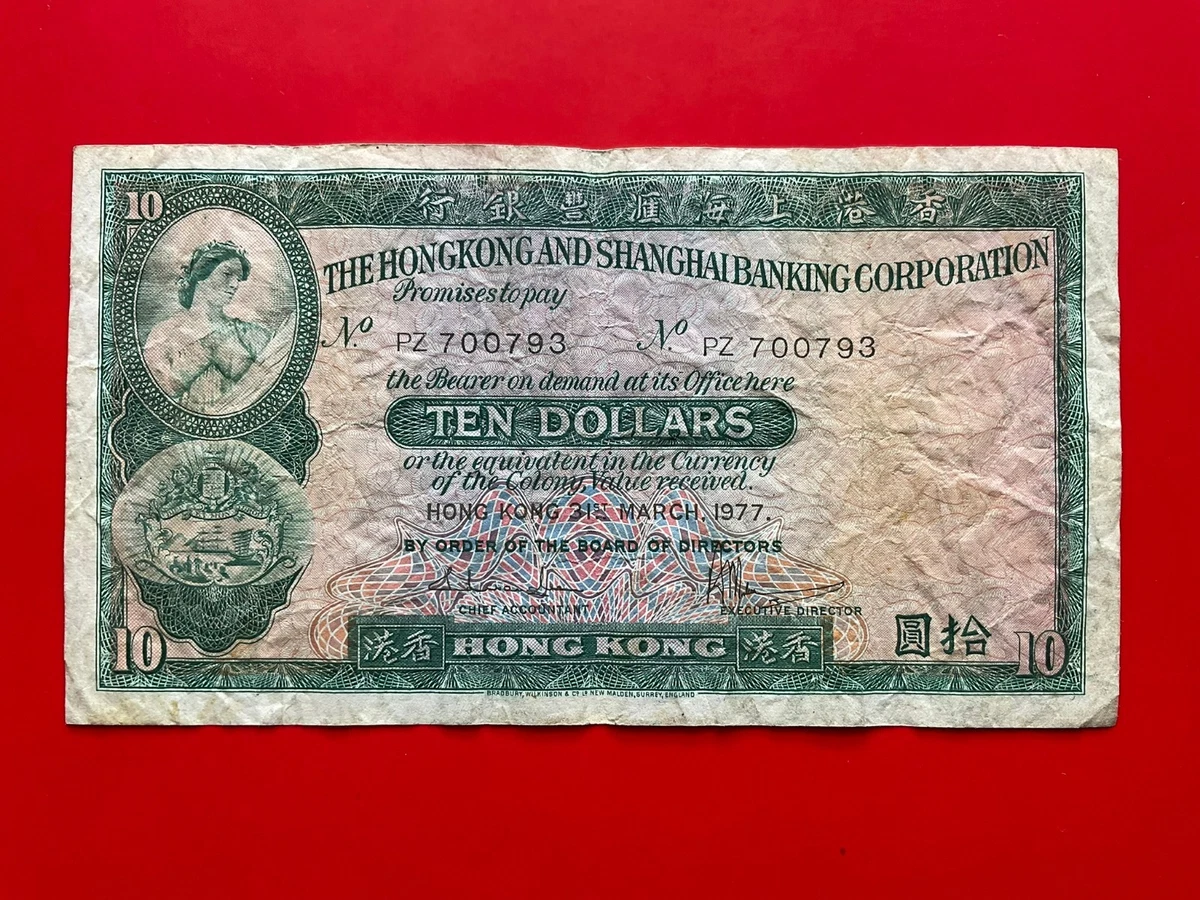 10
香港上海滙豐銀行
THE HONGKONG AND SHANGHAI BANKING CORPORATION
Promises to pay
Nº. PZ 700793 Nº. PZ 700793
the Bearer on demand at its Office here
TEN DOLLARS
or the equivalent in the Currency
of the Colony Value received.
HONG KONG 31ST MARCH, 1977.
BY ORDER OF THE BOARD OF DIRECTORS
CHIEF ACCOUNTANT EXECUTIVE DIRECTOR
10 香港 HONG KONG 香港 拾圓 10
BRADBURY, WILKINSON & Cº. Lᴰ. NEW MALDEN, SURREY, ENGLAND